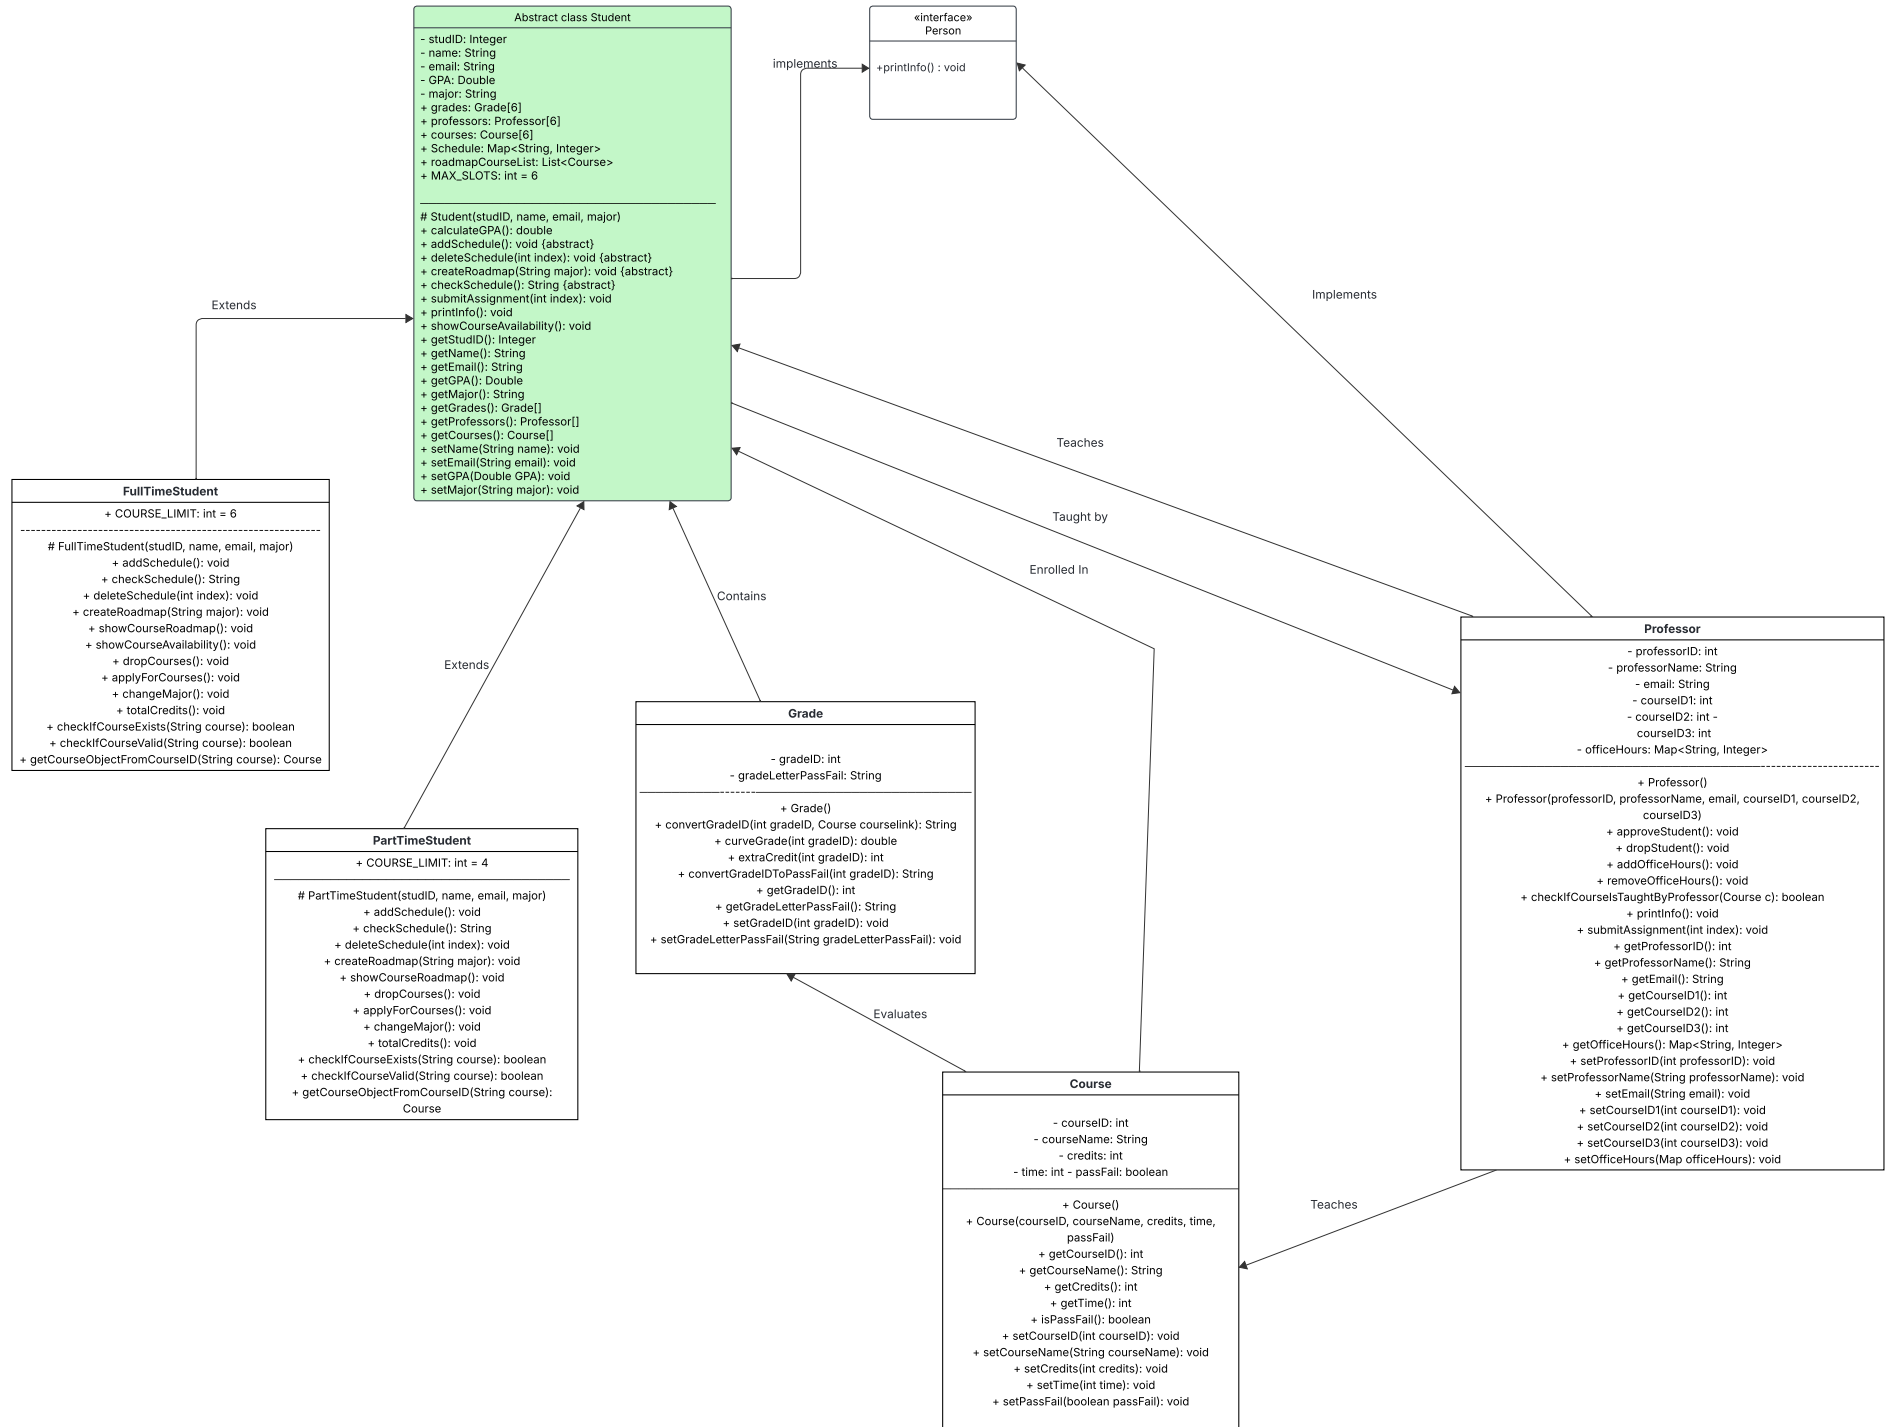 Abstract class Student
- studID: Integer
- name: String
- email: String
- GPA: Double
- major: String
+ grades: Grade[6]
+ professors: Professor[6]
+ courses: Course[6]
+ Schedule: Map<String, Integer>
+ roadmapCourseList: List<Course>
+ MAX_SLOTS: int = 6
# Student(studID, name, email, major)
+ calculateGPA(): double
+ addSchedule(): void {abstract}
+ deleteSchedule(int index): void {abstract}
+ createRoadmap(String major): void {abstract}
+ checkSchedule(): String {abstract}
+ submitAssignment(int index): void
+ printInfo(): void
+ showCourseAvailability(): void
+ getStudID(): Integer
+ getName(): String
+ getEmail(): String
+ getGPA(): Double
+ getMajor(): String
+ getGrades(): Grade[]
+ getProfessors(): Professor[]
+ getCourses(): Course[]
+ setName(String name): void
+ setEmail(String email): void
+ setGPA(Double GPA): void
+ setMajor(String major): void
implements
«interface»
Person
+printInfo() : void
Implements
Extends
Teaches
Taught by
Enrolled In
Contains
Extends
FullTimeStudent
+ COURSE_LIMIT: int = 6
# FullTimeStudent(studID, name, email, major)
+ addSchedule(): void
+ checkSchedule(): String
+ deleteSchedule(int index): void
+ createRoadmap(String major): void
+ showCourseRoadmap(): void
+ showCourseAvailability(): void
+ dropCourses(): void
+ applyForCourses(): void
+ changeMajor(): void
+ totalCredits(): void
+ checkIfCourseExists(String course): boolean
+ checkIfCourseValid(String course): boolean
+ getCourseObjectFromCourseID(String course): Course
PartTimeStudent
+ COURSE_LIMIT: int = 4
# PartTimeStudent(studID, name, email, major)
+ addSchedule(): void
+ checkSchedule(): String
+ deleteSchedule(int index): void
+ createRoadmap(String major): void
+ showCourseRoadmap(): void
+ dropCourses(): void
+ applyForCourses(): void
+ changeMajor(): void
+ totalCredits(): void
+ checkIfCourseExists(String course): boolean
+ checkIfCourseValid(String course): boolean
+ getCourseObjectFromCourseID(String course):
Course
Grade
- gradeID: int
- gradeLetterPassFail: String
+ Grade()
+ convertGradeID(int gradeID, Course courselink): String
+ curveGrade(int gradeID): double
+ extraCredit(int gradeID): int
+ convertGradeIDToPassFail(int gradeID): String
+ getGradeID(): int
+ getGradeLetterPassFail(): String
+ setGradeID(int gradeID): void
+ setGradeLetterPassFail(String gradeLetterPassFail): void
Evaluates
Professor
- professorID: int
- professorName: String
- email: String
- courseID1: int
- courseID2: int -
courseID3: int
- officeHours: Map<String, Integer>
+ Professor()
+ Professor(professorID, professorName, email, courseID1, courseID2,
courseID3)
+ approveStudent(): void
+ dropStudent(): void
+ addOfficeHours(): void
+ removeOfficeHours(): void
+ checkIfCourseIsTaughtByProfessor(Course c): boolean
+ printInfo(): void
+ submitAssignment(int index): void
+ getProfessorID(): int
+ getProfessorName(): String
+ getEmail(): String
+ getCourseID1(): int
+ getCourseID2(): int
+ getCourseID3(): int
+ getOfficeHours(): Map<String, Integer>
+ setProfessorID(int professorID): void
+ setProfessorName(String professorName): void
+ setEmail(String email): void
+ setCourseID1(int courseID1): void
+ setCourseID2(int courseID2): void
+ setCourseID3(int courseID3): void
+ setOfficeHours(Map officeHours): void
Teaches
Course
- courseID: int
- courseName: String
- credits: int
- time: int - passFail: boolean
+ Course()
+ Course(courseID, courseName, credits, time,
passFail)
+ getCourseID(): int
+ getCourseName(): String
+ getCredits(): int
+ getTime(): int
+ isPassFail(): boolean
+ setCourseID(int courseID): void
+ setCourseName(String courseName): void
+ setCredits(int credits): void
+ setTime(int time): void
+ setPassFail(boolean passFail): void